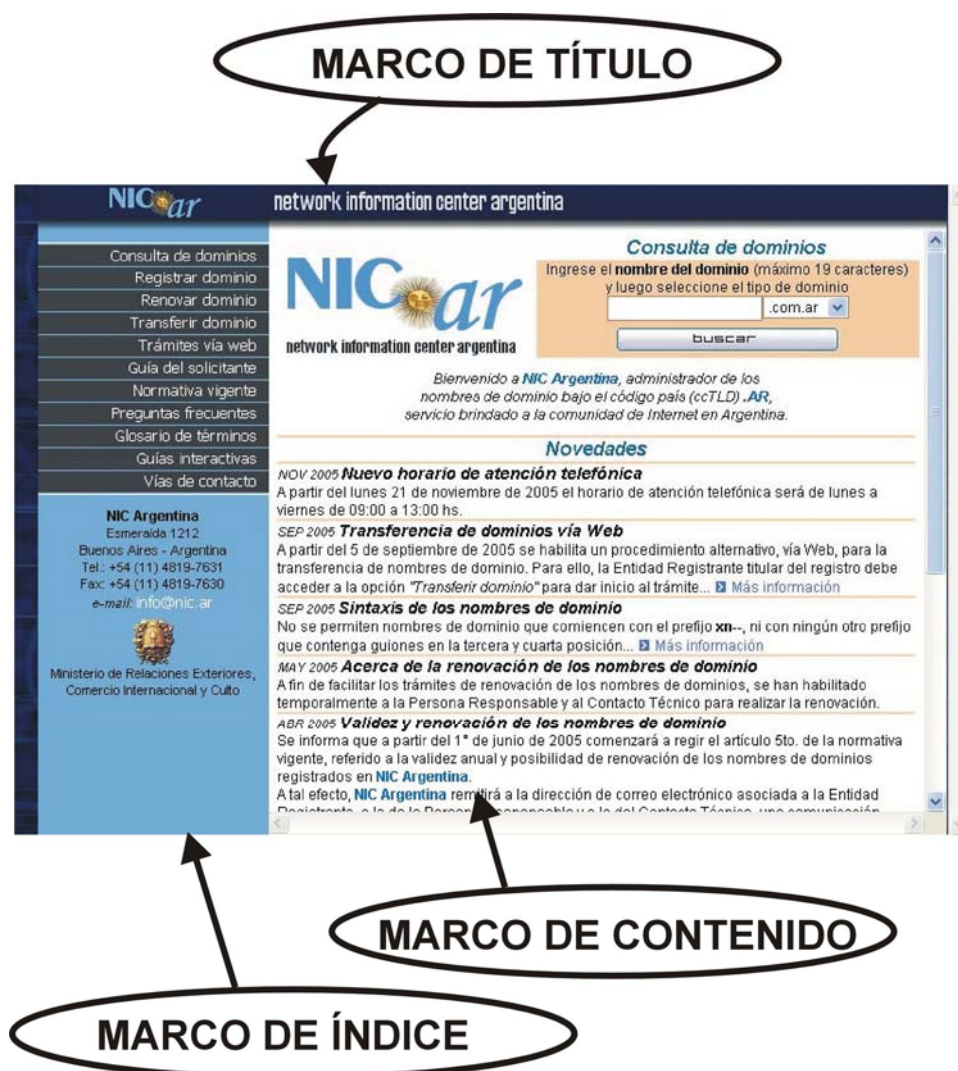 MARCO DE TÍTULO
NIC ar
network information center argentina
Consulta de dominios
Registrar dominio
Renovar dominio
Transferir dominio
Trámites vía web
Guía del solicitante
Normativa vigente
Preguntas frecuentes
Glosario de términos
Guías interactivas
Vías de contacto
NIC Argentina
Esmeralda 1212
Buenos Aires - Argentina
Tel.: +54 (11) 4819-7631
Fax: +54 (11) 4819-7630
e-mail: info@nic.ar
Ministerio de Relaciones Exteriores,
Comercio Internacional y Culto
NIC ar
network information center argentina
Consulta de dominios
Ingrese el nombre del dominio (máximo 19 caracteres)
y luego seleccione el tipo de dominio
.com.ar
buscar
Bienvenido a NIC Argentina, administrador de los
nombres de dominio bajo el código país (ccTLD) .AR,
servicio brindado a la comunidad de Internet en Argentina.
Novedades
NOV 2005 Nuevo horario de atención telefónica
A partir del lunes 21 de noviembre de 2005 el horario de atención telefónica será de lunes a
viernes de 09:00 a 13:00 hs.
SEP 2005 Transferencia de dominios vía Web
A partir del 5 de septiembre de 2005 se habilita un procedimiento alternativo, vía Web, para la
transferencia de nombres de dominio. Para ello, la Entidad Registrante titular del registro debe
acceder a la opción "Transferir dominio" para dar inicio al trámite... Más información
SEP 2005 Sintaxis de los nombres de dominio
No se permiten nombres de dominio que comiencen con el prefijo xn--, ni con ningún otro prefijo
que contenga guiones en la tercera y cuarta posición... Más información
MAY 2005 Acerca de la renovación de los nombres de dominio
A fin de facilitar los trámites de renovación de los nombres de dominios, se han habilitado
temporalmente a la Persona Responsable y al Contacto Técnico para realizar la renovación.
ABR 2005 Validez y renovación de los nombres de dominio
Se informa que a partir del 1° de junio de 2005 comenzará a regir el artículo 5to. de la normativa
vigente, referido a la validez anual y posibilidad de renovación de los nombres de dominios
registrados en NIC Argentina.
A tal efecto, NIC Argentina remitirá a la dirección de correo electrónico asociada a la Entidad
Registrante, a la de la Persona Responsable y a la del Contacto Técnico, una comunicación
MARCO DE CONTENIDO
MARCO DE ÍNDICE